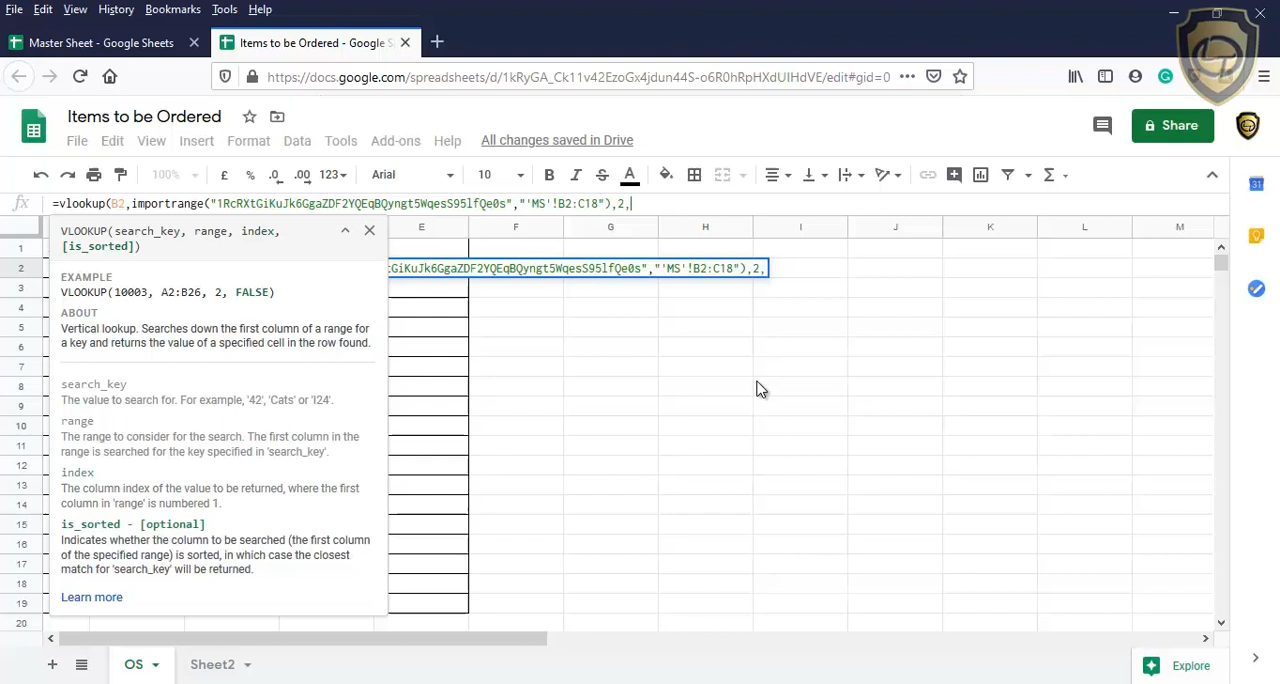 File Edit View History Bookmarks Tools Help
Master Sheet - Google Sheets
Items to be Ordered - Google S
https://docs.google.com/spreadsheets/d/1kRyGA_Ck11v42EzoGx4jdun44S-o6R0hRpHXdUIHdVE/edit#gid=0
Items to be Ordered
File Edit View Insert Format Data Tools Add-ons Help All changes saved in Drive
Share
100% £ % .0 .00 123 Arial 10 B I S A
fx =vlookup(B2,importrange("1RcRXtGiKuJk6GgaZDF2YQEqBQyngt5WqesS95lfQe0s","'MS'!B2:C18"),2,
E F G H I J K L M
VLOOKUP(search_key, range, index,
[is_sorted])
tGiKuJk6GgaZDF2YQEqBQyngt5WqesS95lfQe0s","'MS'!B2:C18"),2,
EXAMPLE
VLOOKUP(10003, A2:B26, 2, FALSE)
ABOUT
Vertical lookup. Searches down the first column of a range for
a key and returns the value of a specified cell in the row found.
search_key
The value to search for. For example, '42', 'Cats' or 'I24'.
range
The range to consider for the search. The first column in the
range is searched for the key specified in 'search_key'.
index
The column index of the value to be returned, where the first
column in 'range' is numbered 1.
is_sorted - [optional]
Indicates whether the column to be searched (the first column
of the specified range) is sorted, in which case the closest
match for 'search_key' will be returned.
Learn more
1
2
3
4
5
6
7
8
9
10
11
12
13
14
15
16
17
18
19
20
OS Sheet2
Explore
31